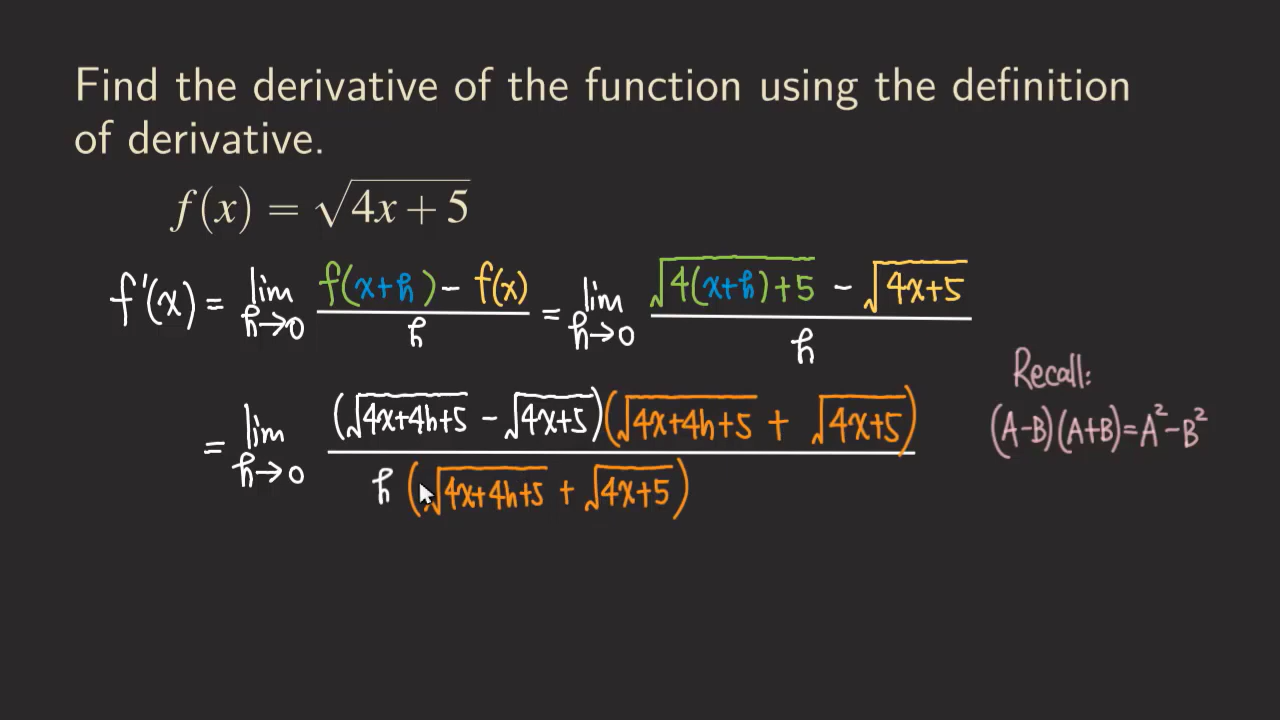 Find the derivative of the function using the definition
of derivative.
f(x) = √(4x + 5)
f'(x) = lim h→0 (f(x+h) - f(x))/h = lim h→0 (√(4(x+h)+5) - √(4x+5))/h
Recall:
(A-B)(A+B)=A²-B²
= lim h→0 ((√(4x+4h+5) - √(4x+5))(√(4x+4h+5) + √(4x+5)))/(h(√(4x+4h+5) + √(4x+5)))